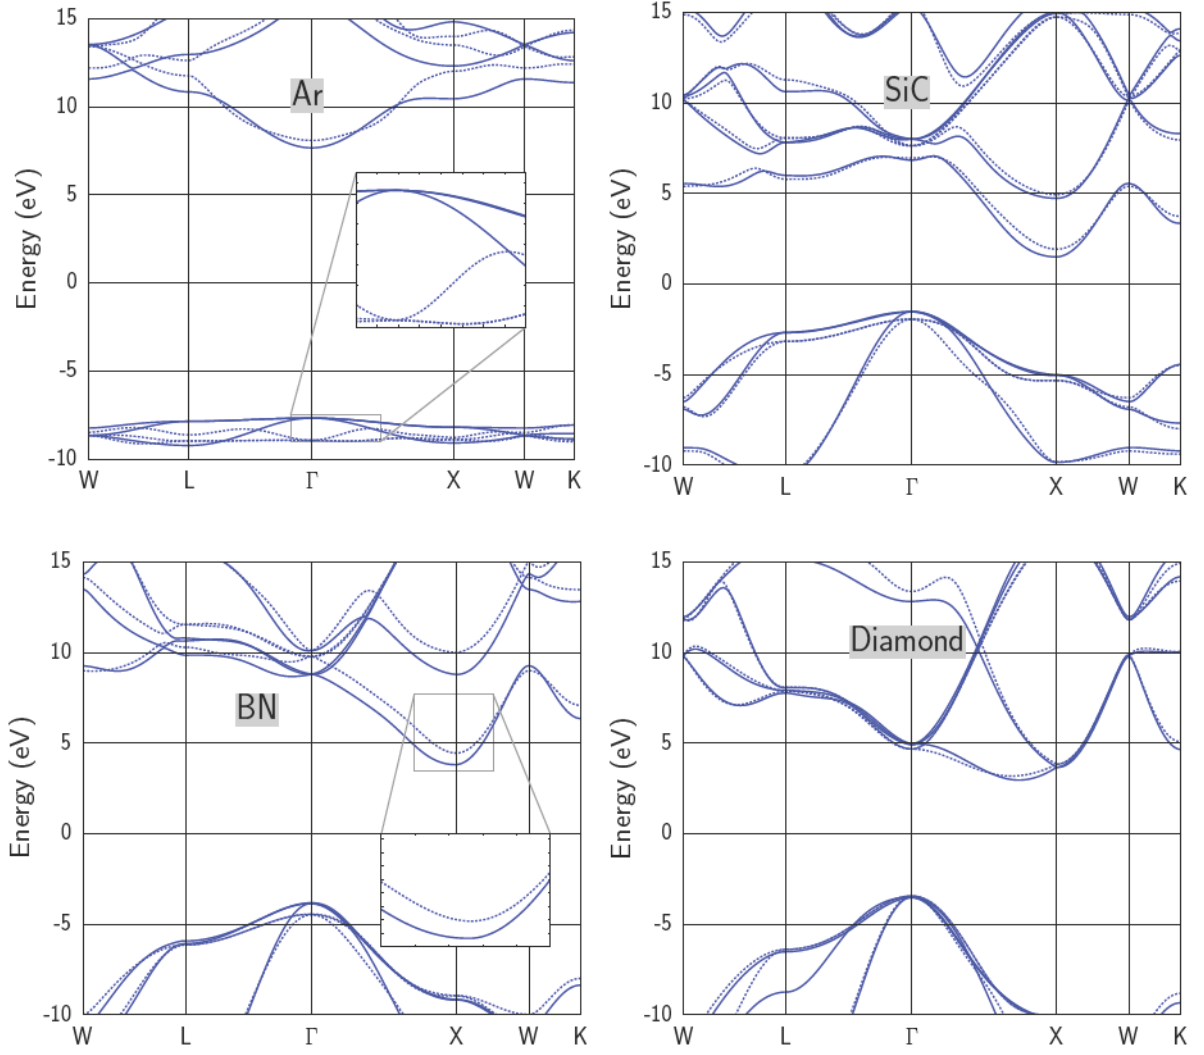 15
10
5
0
-5
-10
Energy (eV)
Ar
W L Γ X W K
15
10
5
0
-5
-10
Energy (eV)
SiC
W L Γ X W K
15
10
5
0
-5
-10
Energy (eV)
BN
W L Γ X W K
15
10
5
0
-5
-10
Energy (eV)
Diamond
W L Γ X W K